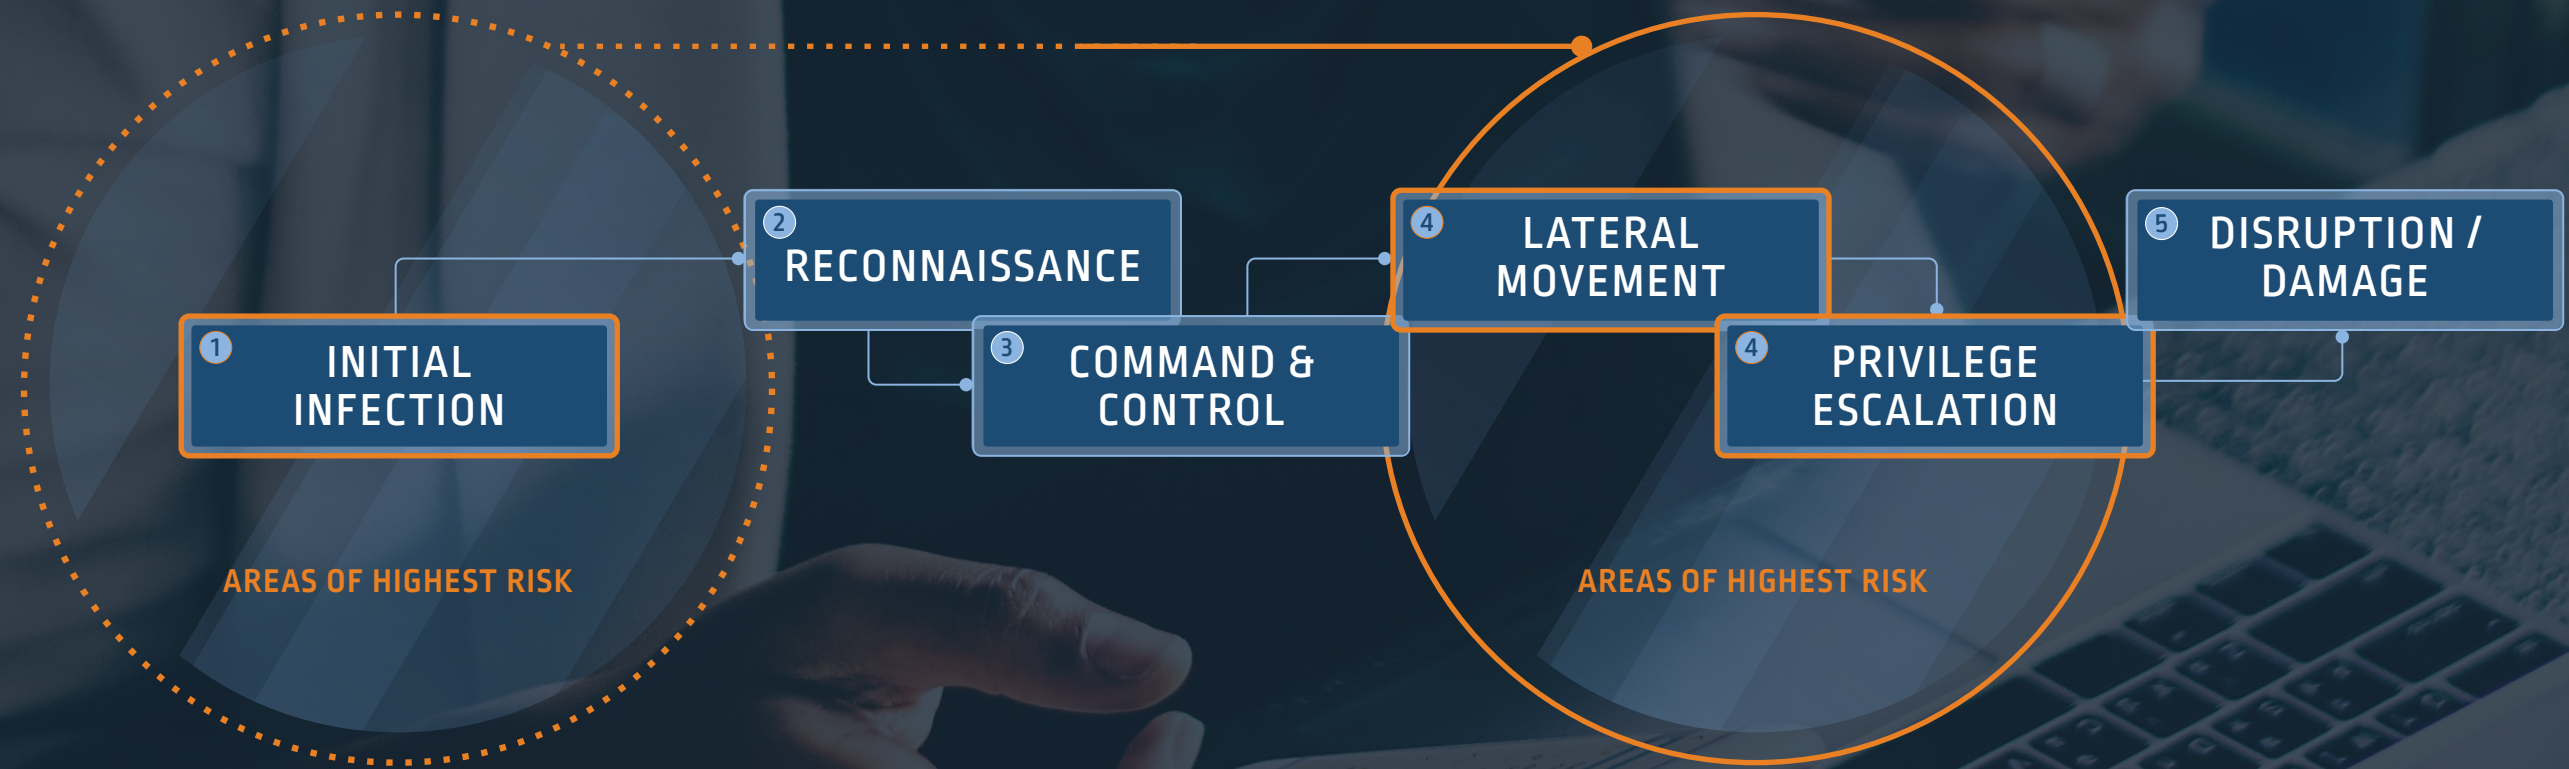 1
INITIAL
INFECTION
AREAS OF HIGHEST RISK
2
RECONNAISSANCE
3
COMMAND &
CONTROL
4
LATERAL
MOVEMENT
4
PRIVILEGE
ESCALATION
AREAS OF HIGHEST RISK
5
DISRUPTION /
DAMAGE